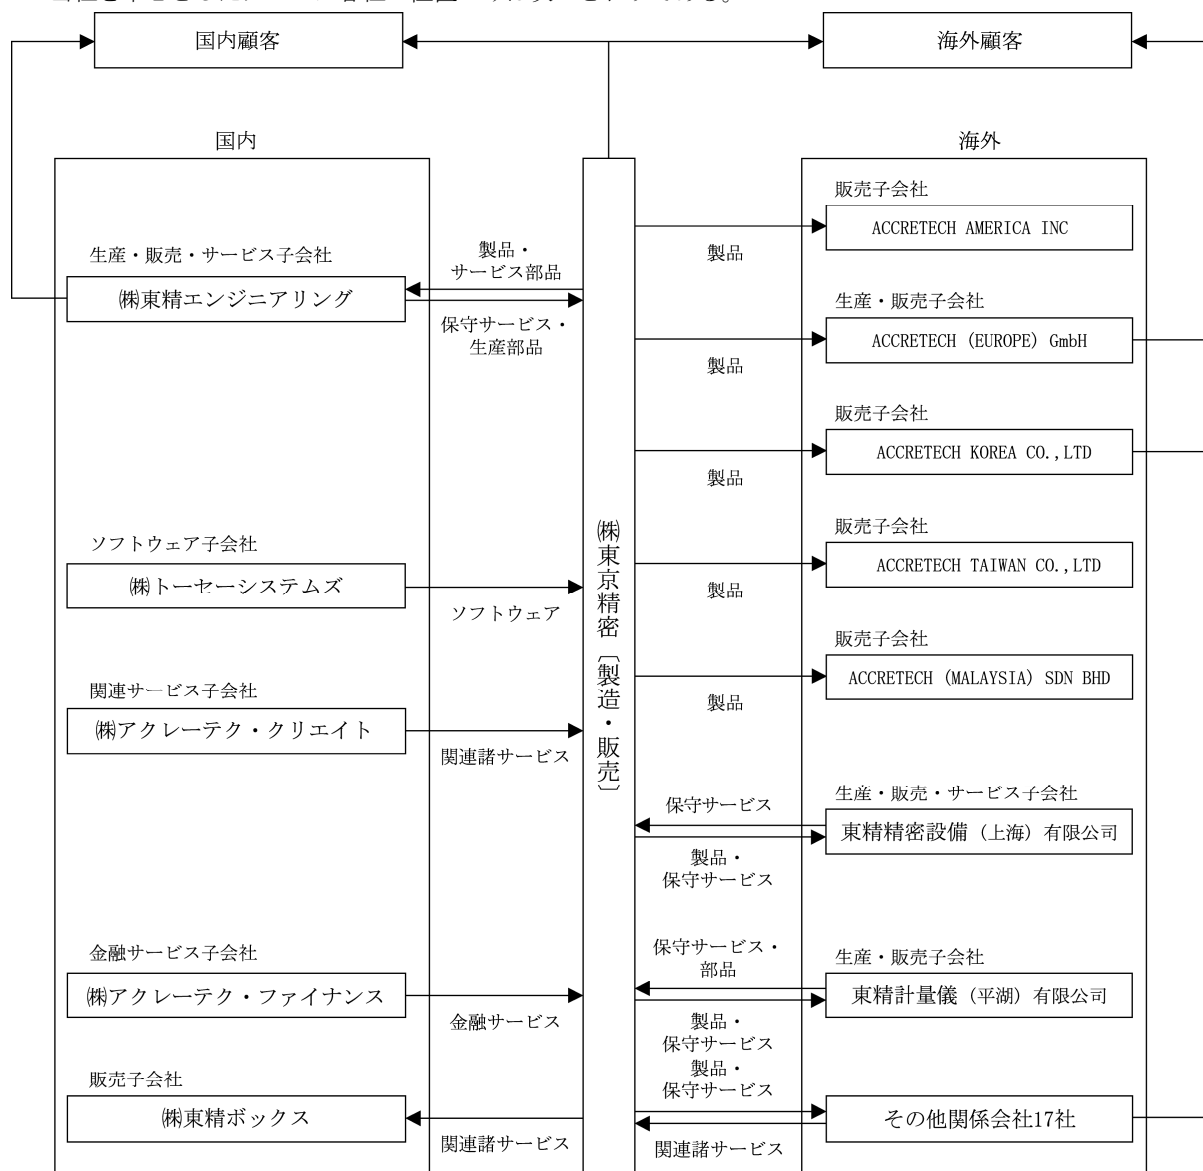 国内顧客
海外顧客
国内
海外
生産・販売・サービス子会社
㈱東精エンジニアリング
製品・
サービス部品
保守サービス・
生産部品
ソフトウェア子会社
㈱トーセーシステムズ
ソフトウェア
関連サービス子会社
㈱アクレーテク・クリエイト
関連諸サービス
金融サービス子会社
㈱アクレーテク・ファイナンス
金融サービス
販売子会社
㈱東精ボックス
関連諸サービス
㈱東京精密〔製造・販売〕
販売子会社
ACCRETECH AMERICA INC
製品
生産・販売子会社
ACCRETECH (EUROPE) GmbH
製品
販売子会社
ACCRETECH KOREA CO.,LTD
製品
販売子会社
ACCRETECH TAIWAN CO.,LTD
製品
販売子会社
ACCRETECH (MALAYSIA) SDN BHD
製品
生産・販売・サービス子会社
東精精密設備（上海）有限公司
保守サービス
製品・
保守サービス
生産・販売子会社
東精計量儀（平湖）有限公司
保守サービス・
部品
製品・
保守サービス
製品・
保守サービス
その他関係会社17社
関連諸サービス